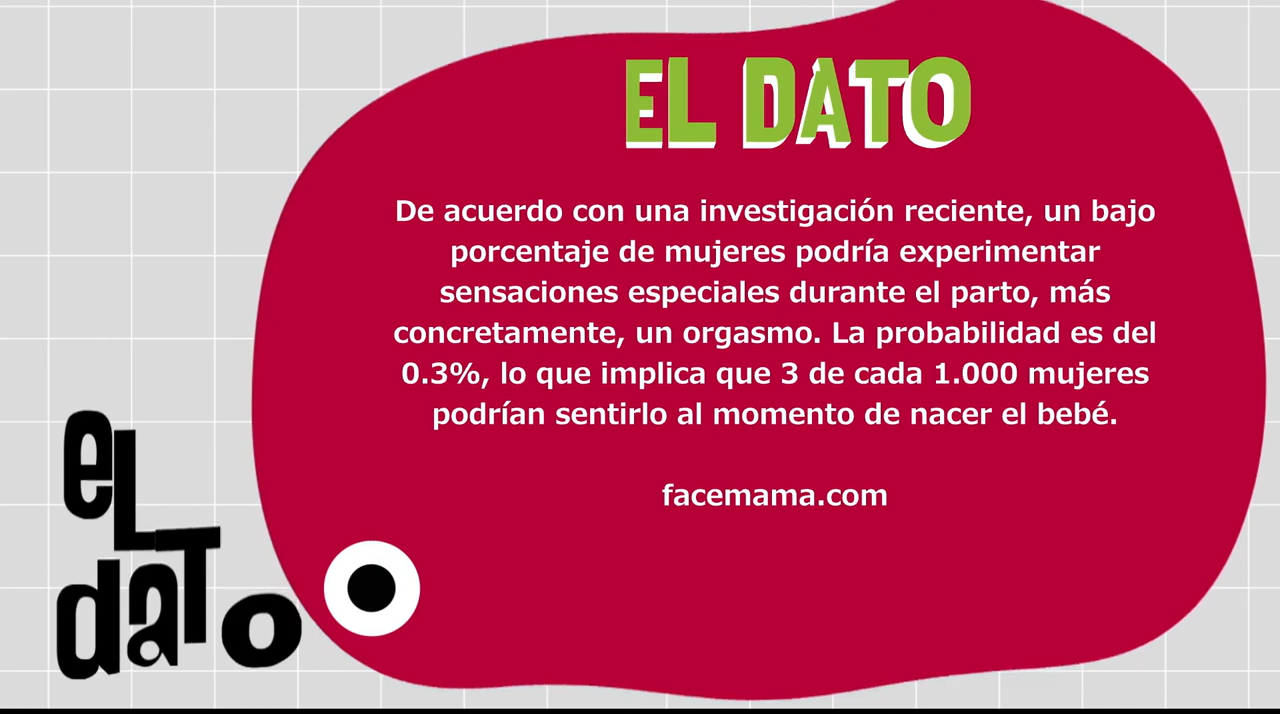 EL DATO
De acuerdo con una investigación reciente, un bajo
porcentaje de mujeres podría experimentar
sensaciones especiales durante el parto, más
concretamente, un orgasmo. La probabilidad es del
0.3%, lo que implica que 3 de cada 1.000 mujeres
podrían sentirlo al momento de nacer el bebé.
facemama.com
eL
daTo